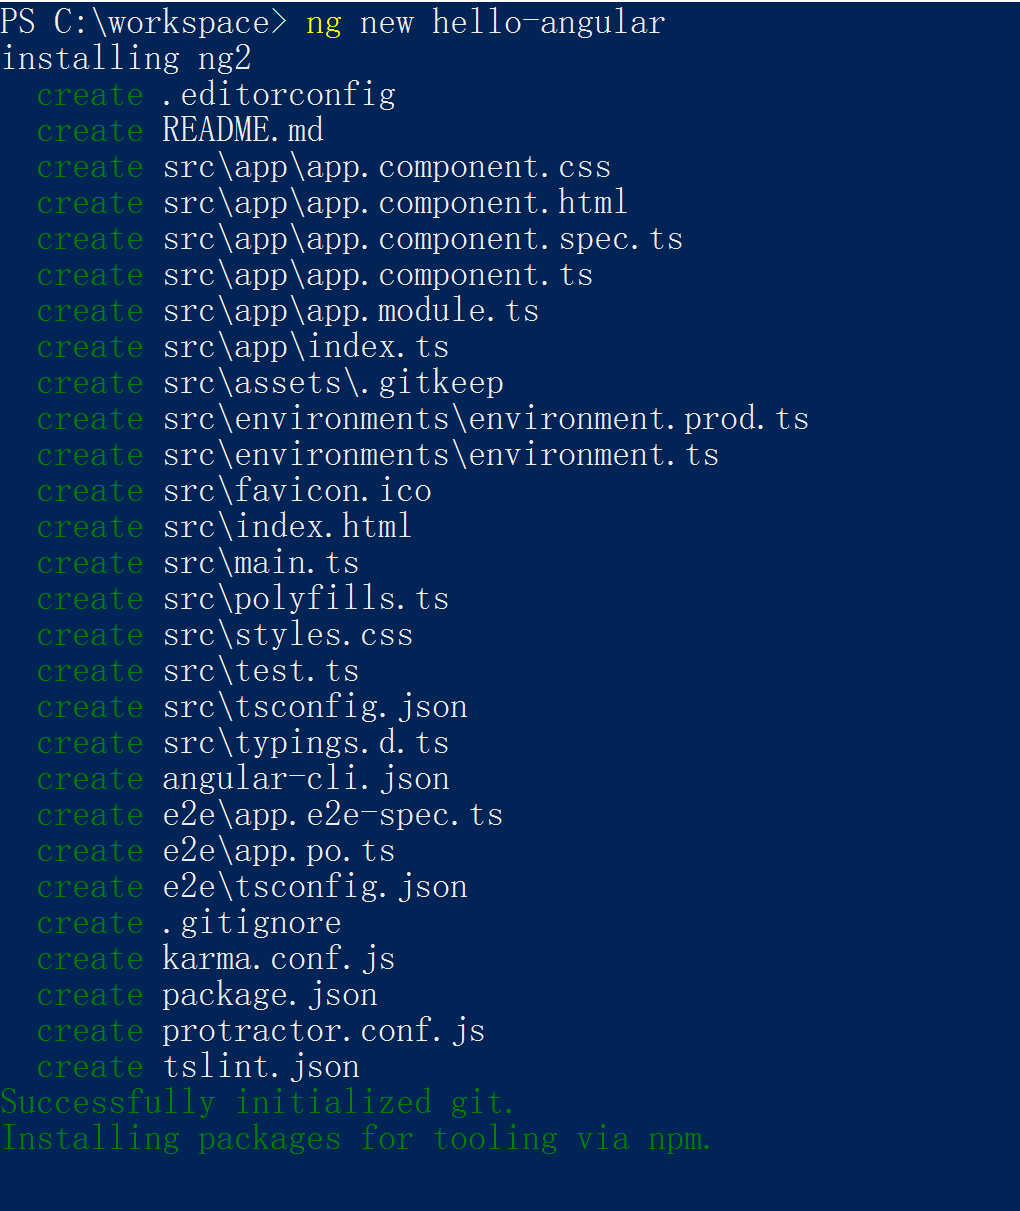 PS C:\workspace> ng new hello-angular
installing ng2
  create .editorconfig
  create README.md
  create src\app\app.component.css
  create src\app\app.component.html
  create src\app\app.component.spec.ts
  create src\app\app.component.ts
  create src\app\app.module.ts
  create src\app\index.ts
  create src\assets\.gitkeep
  create src\environments\environment.prod.ts
  create src\environments\environment.ts
  create src\favicon.ico
  create src\index.html
  create src\main.ts
  create src\polyfills.ts
  create src\styles.css
  create src\test.ts
  create src\tsconfig.json
  create src\typings.d.ts
  create angular-cli.json
  create e2e\app.e2e-spec.ts
  create e2e\app.po.ts
  create e2e\tsconfig.json
  create .gitignore
  create karma.conf.js
  create package.json
  create protractor.conf.js
  create tslint.json
Successfully initialized git.
Installing packages for tooling via npm.